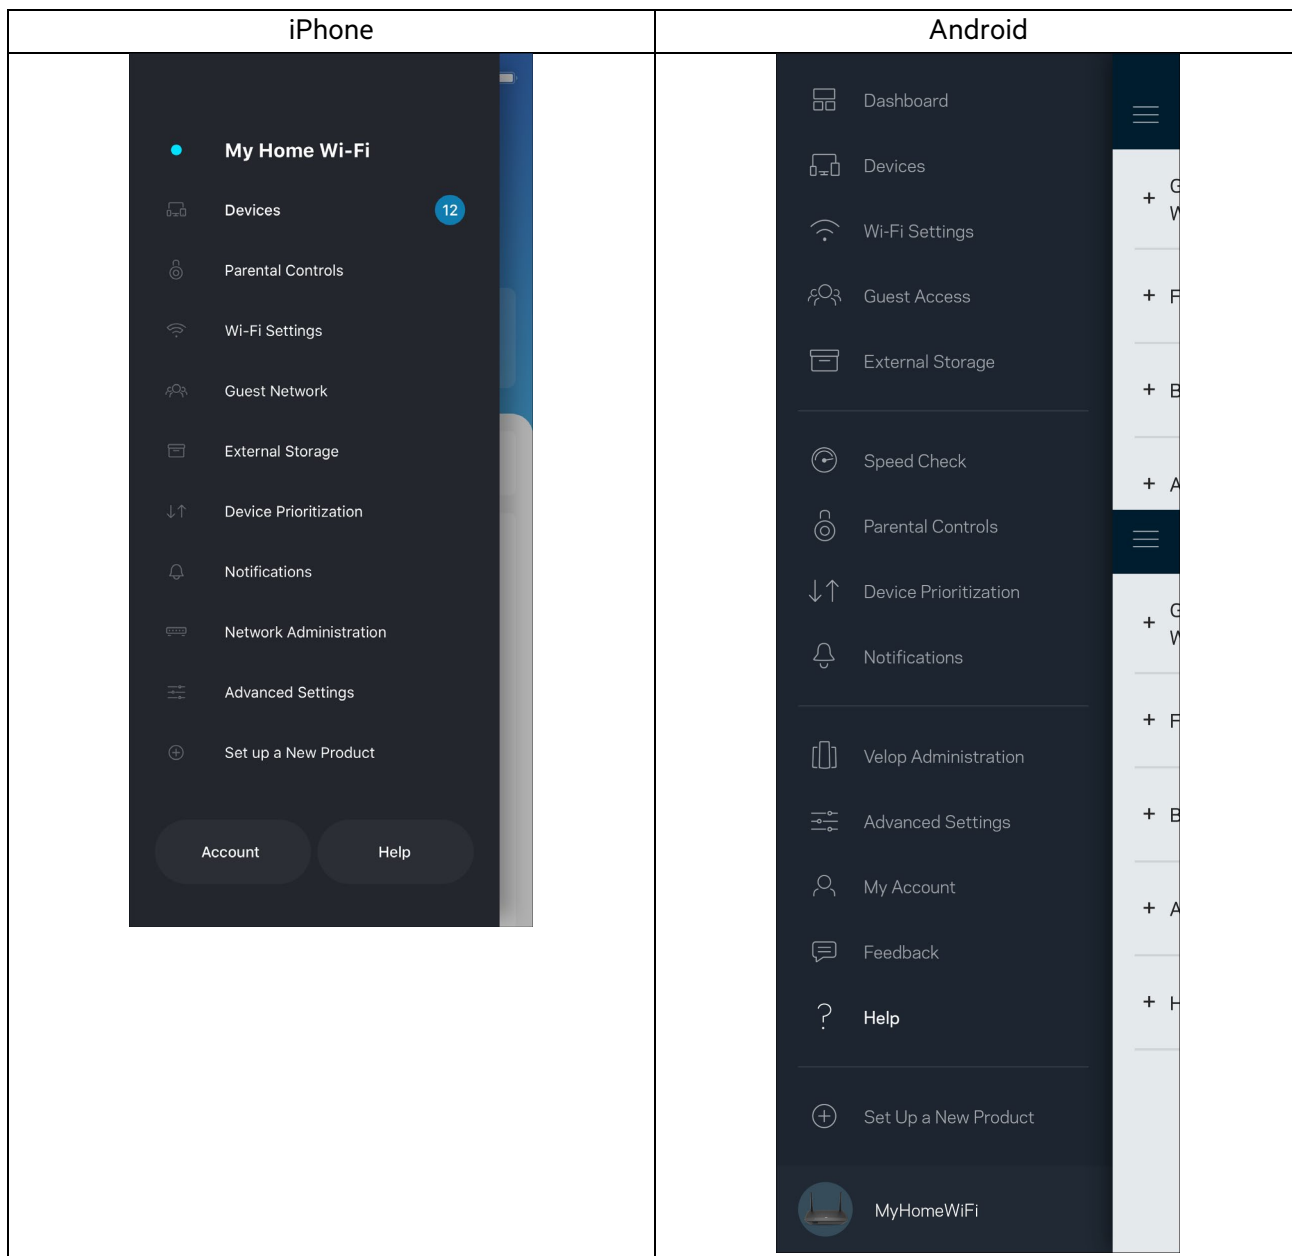 iPhone
Android
My Home Wi-Fi
Devices 12
Parental Controls
Wi-Fi Settings
Guest Network
External Storage
Device Prioritization
Notifications
Network Administration
Advanced Settings
Set up a New Product
Account Help
Dashboard
Devices
Wi-Fi Settings
Guest Access
External Storage
Speed Check
Parental Controls
Device Prioritization
Notifications
Velop Administration
Advanced Settings
My Account
Feedback
Help
Set Up a New Product
MyHomeWiFi